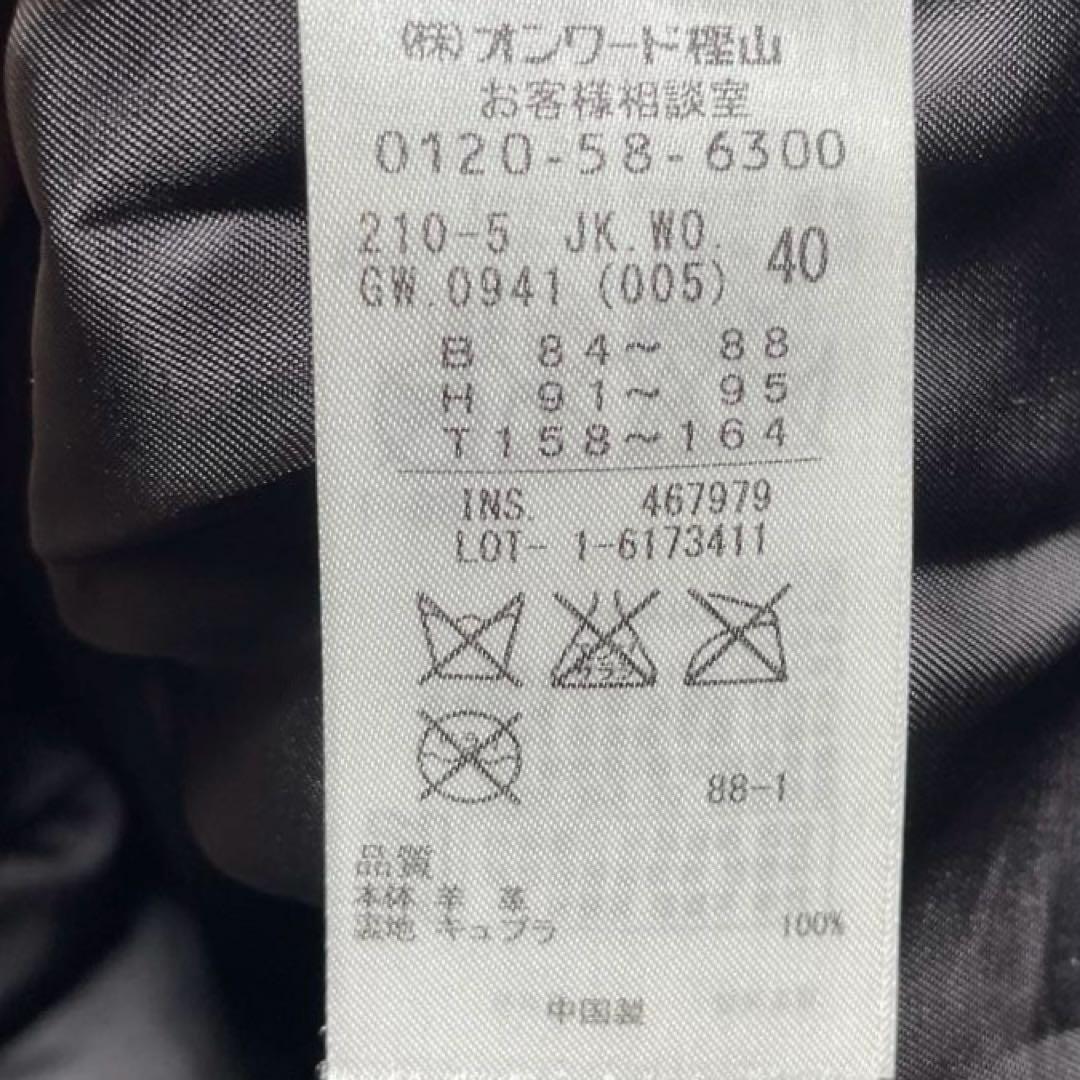 (株)オンワード樫山
お客様相談室
0120-58-6300
210-5 JK.WO. 40
GW.0941 (005)
B 84~ 88
H 91~ 95
T158~164
INS. 467979
LOT- 1-6173411
88-1
品質
本体 羊 革
裏地 キュプラ 100%
中国製